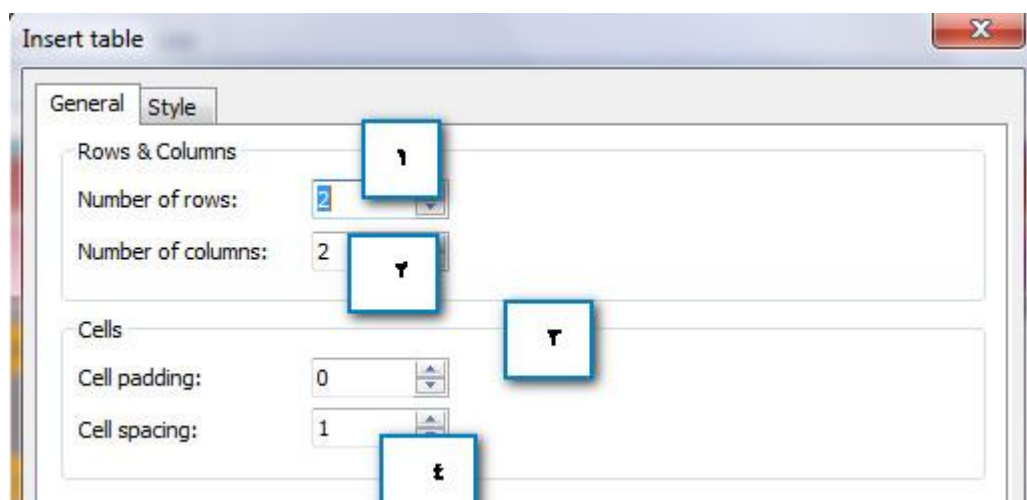 Insert table
General Style
Rows & Columns
١
Number of rows: 2
Number of columns: 2
٢
Cells
٣
Cell padding: 0
Cell spacing: 1
٤